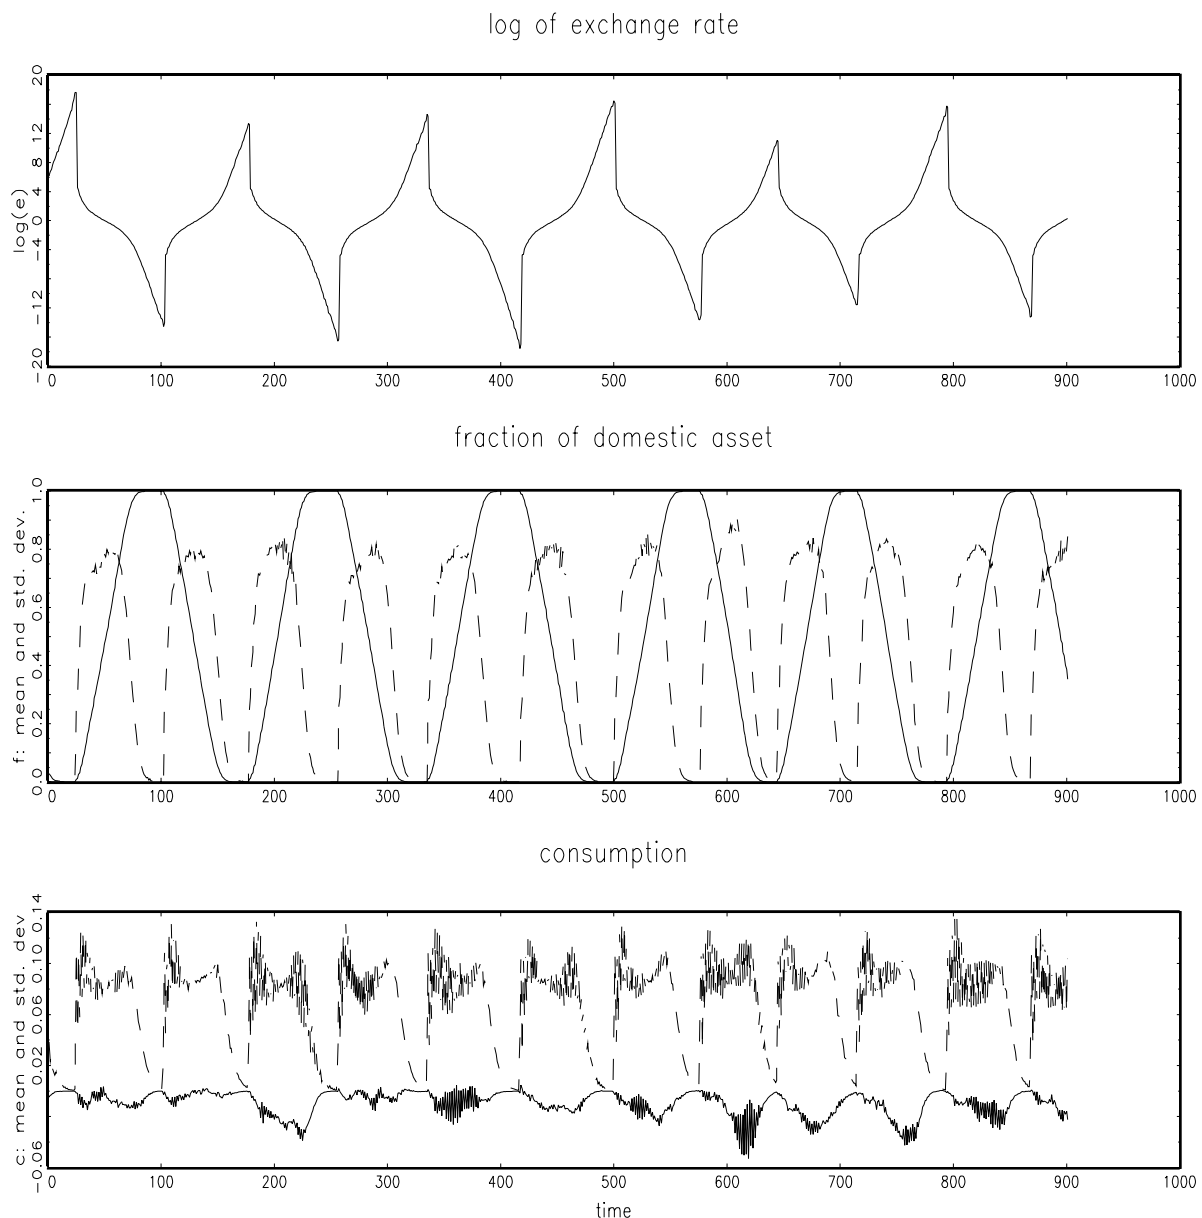 log of exchange rate
log(e)
20
12
8
4
0
-4
-12
-20
0 100 200 300 400 500 600 700 800 900 1000
fraction of domestic asset
f: mean and std. dev.
1.0
0.8
0.6
0.4
0.2
0.0
0 100 200 300 400 500 600 700 800 900 1000
consumption
c: mean and std. dev
0.14
0.10
0.06
0.02
-0.06
0 100 200 300 400 500 600 700 800 900 1000
time